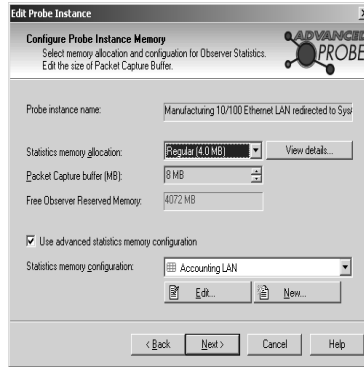 Edit Probe Instance
Configure Probe Instance Memory
Select memory allocation and configuation for Observer Statistics.
Edit the size of Packet Capture Buffer.
ADVANCED
PROBE
Probe instance name:
Manufacturing 10/100 Ethernet LAN redirected to Sys
Statistics memory allocation:
Regular (4.0 MB)
View details...
Packet Capture buffer (MB):
8 MB
Free Observer Reserved Memory:
4072 MB
Use advanced statistics memory configuration
Statistics memory configuration:
Accounting LAN
Edit...
New...
< Back
Next >
Cancel
Help